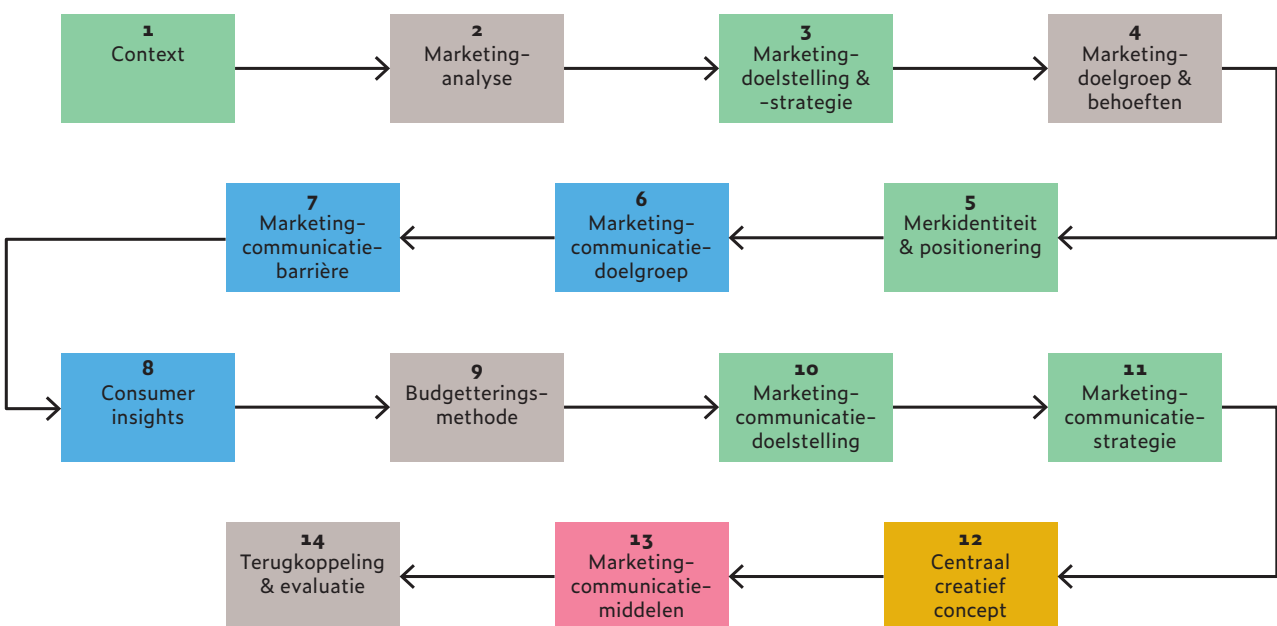 1
Context
2
Marketing-
analyse
3
Marketing-
doelstelling &
-strategie
4
Marketing-
doelgroep &
behoeften
5
Merkidentiteit
& positionering
6
Marketing-
communicatie-
doelgroep
7
Marketing-
communicatie-
barrière
8
Consumer
insights
9
Budgetterings-
methode
10
Marketing-
communicatie-
doelstelling
11
Marketing-
communicatie-
strategie
12
Centraal
creatief
concept
13
Marketing-
communicatie-
middelen
14
Terugkoppeling
& evaluatie